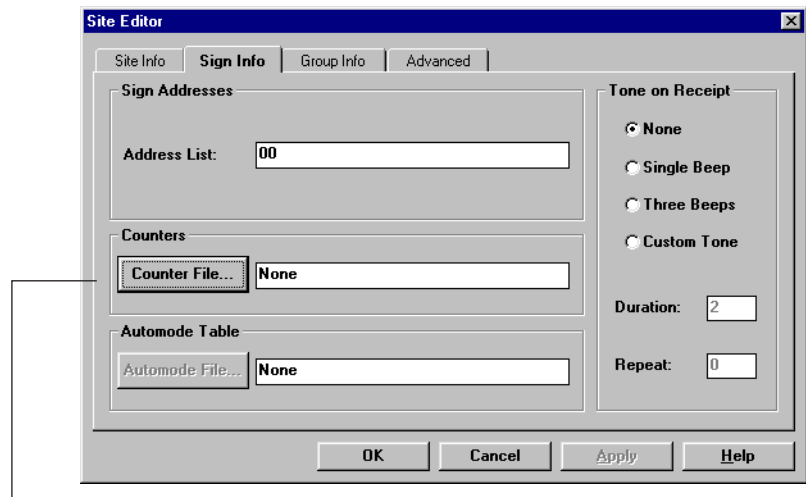 Site Editor
Site Info Sign Info Group Info Advanced
Sign Addresses
Address List: 00
Counters
Counter File... None
Automode Table
Automode File... None
Tone on Receipt
None
Single Beep
Three Beeps
Custom Tone
Duration: 2
Repeat: 0
OK Cancel Apply Help